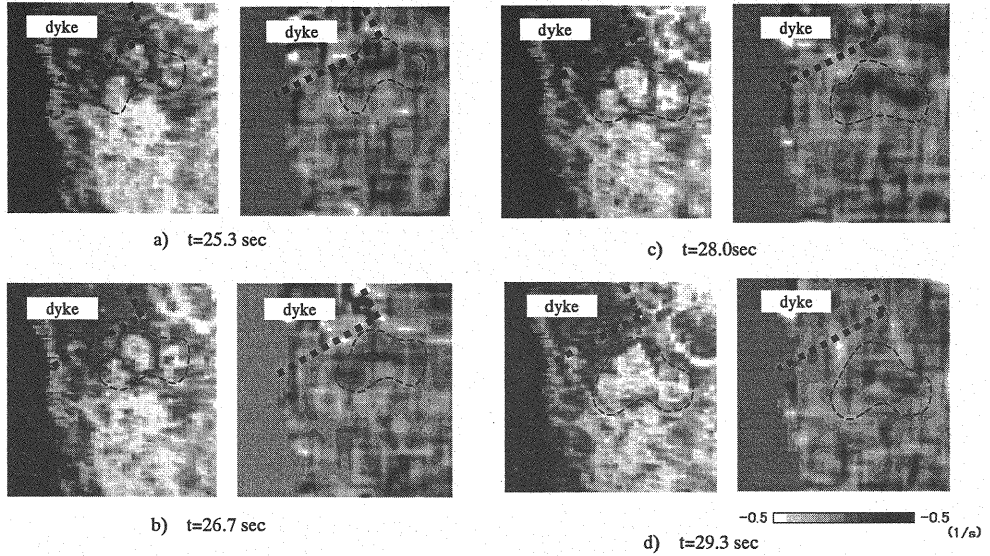 dyke
dyke
dyke
dyke
a) t=25.3 sec
c) t=28.0sec
dyke
dyke
dyke
dyke
b) t=26.7 sec
-0.5 -0.5
(1/s)
d) t=29.3 sec